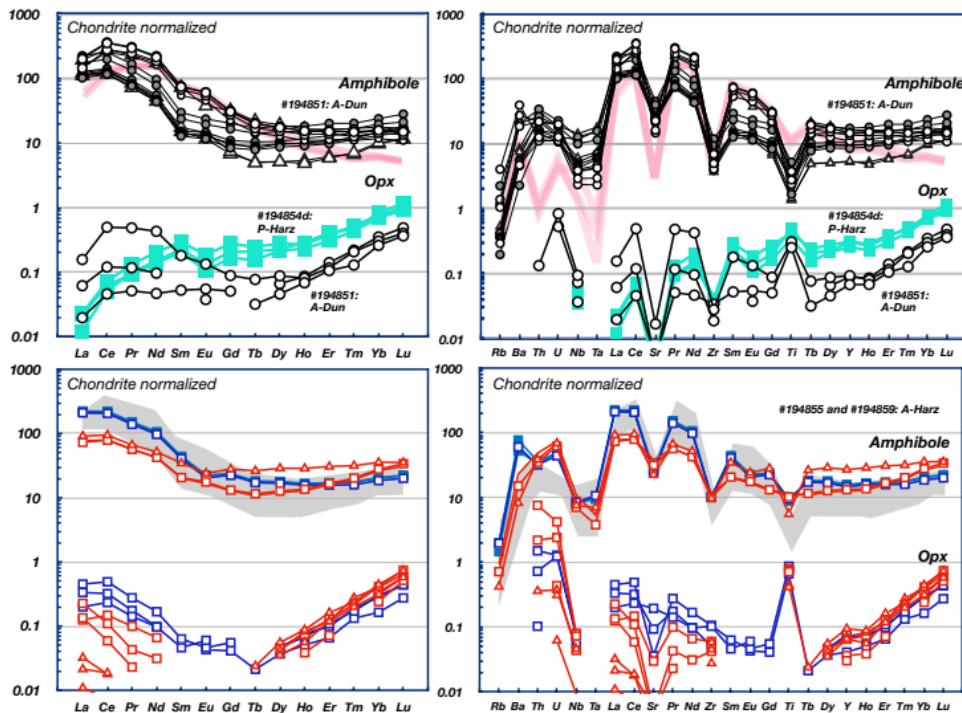 1000
100
10
1
0.1
0.01
Chondrite normalized
Amphibole
#194851: A-Dun
Opx
#194854d:
P-Harz
#194851:
A-Dun
La Ce Pr Nd Sm Eu Gd Tb Dy Ho Er Tm Yb Lu
1000
100
10
1
0.1
0.01
Chondrite normalized
Amphibole
#194851: A-Dun
Opx
#194854d:
P-Harz
#194851:
A-Dun
Rb Ba Th U Nb Ta La Ce Sr Pr Nd Zr Sm Eu Gd Ti Tb Dy Y Ho Er Tm Yb Lu
1000
100
10
1
0.1
0.01
Chondrite normalized
La Ce Pr Nd Sm Eu Gd Tb Dy Ho Er Tm Yb Lu
1000
100
10
1
0.1
0.01
Chondrite normalized
#194855 and #194859: A-Harz
Amphibole
Opx
Rb Ba Th U Nb Ta La Ce Sr Pr Nd Zr Sm Eu Gd Ti Tb Dy Y Ho Er Tm Yb Lu